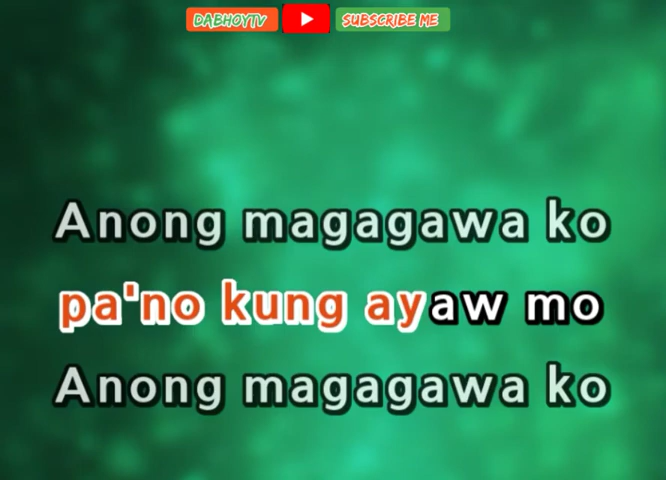 DABHOYTV SUBSCRIBE ME
Anong magagawa ko
pa'no kung ayaw mo
Anong magagawa ko